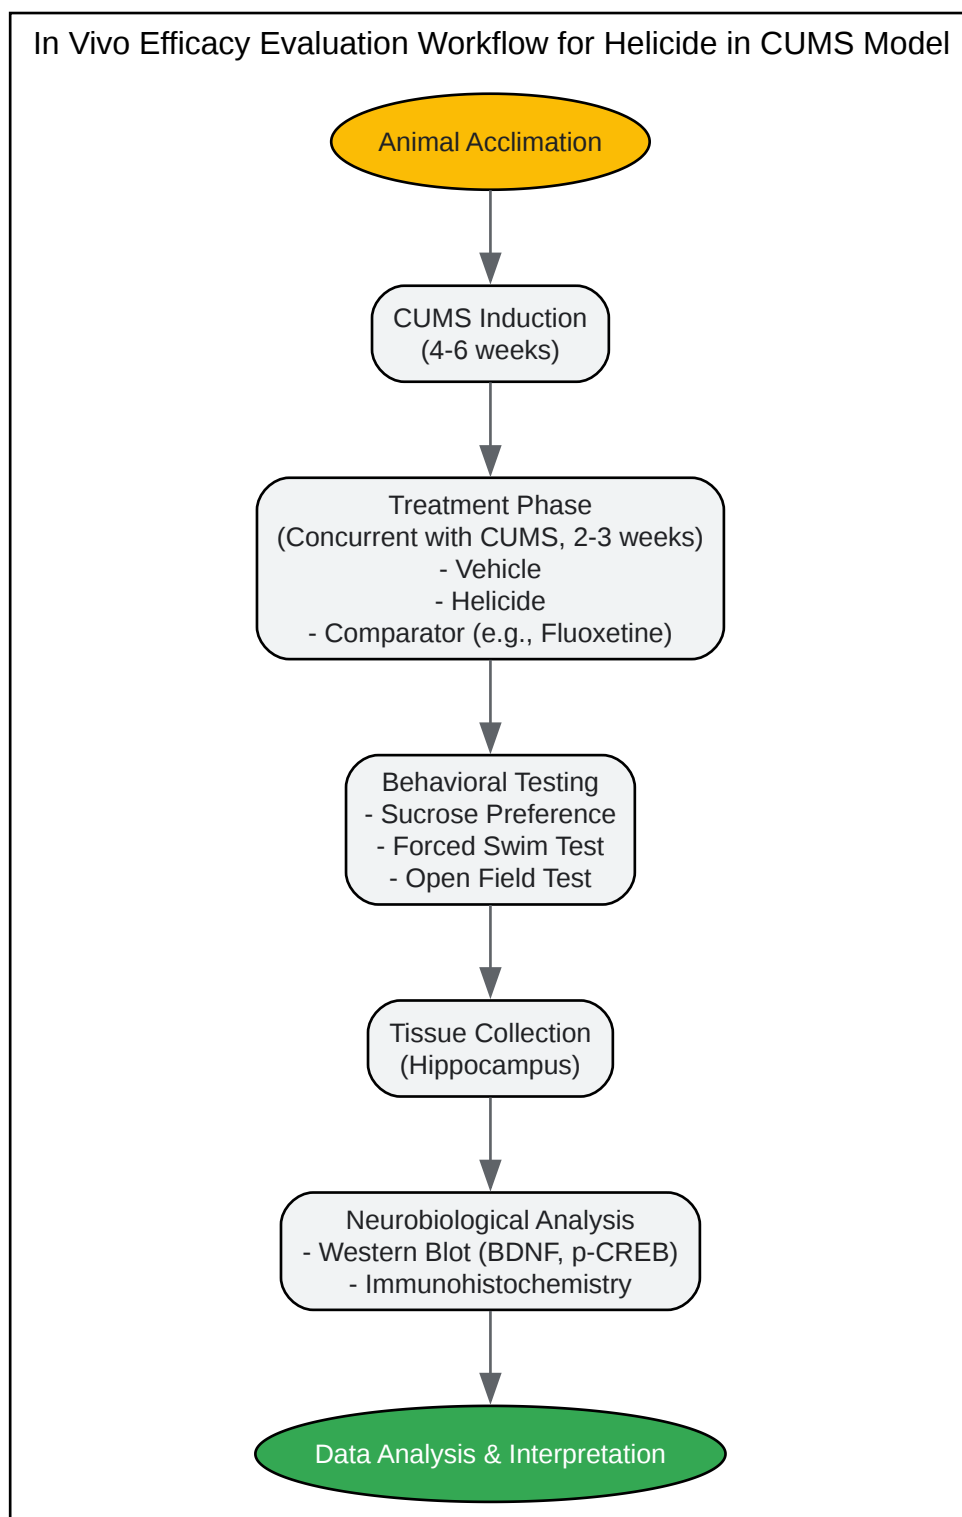 In Vivo Efficacy Evaluation Workflow for Helicide in CUMS Model
Animal Acclimation
CUMS Induction
(4-6 weeks)
Treatment Phase
(Concurrent with CUMS, 2-3 weeks)
- Vehicle
- Helicide
- Comparator (e.g., Fluoxetine)
Behavioral Testing
- Sucrose Preference
- Forced Swim Test
- Open Field Test
Tissue Collection
(Hippocampus)
Neurobiological Analysis
- Western Blot (BDNF, p-CREB)
- Immunohistochemistry
Data Analysis & Interpretation